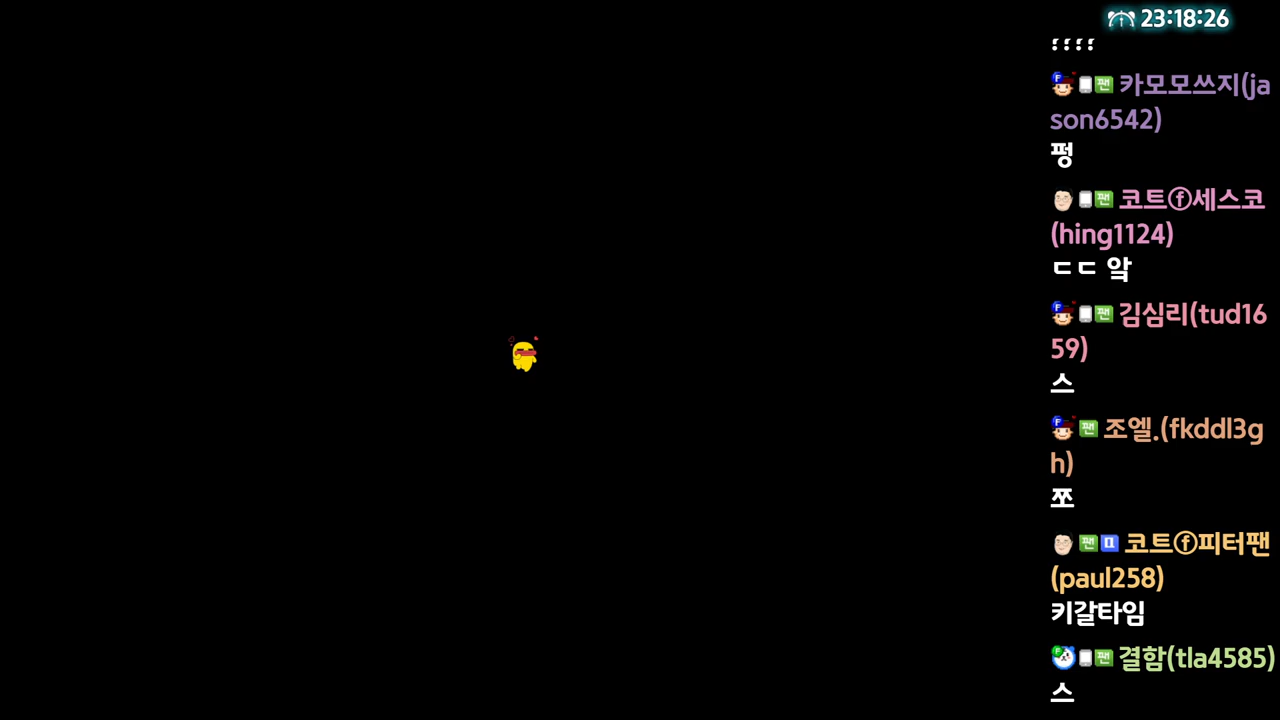 23:18:26
카모모쓰지(ja
son6542)
펑
코트ⓕ세스코
(hing1124)
ㄷㄷ 앜
김심리(tud16
59)
스
조엘.(fkddl3g
h)
쪼
코트ⓕ피터팬
(paul258)
키갈타임
결함(tla4585)
스